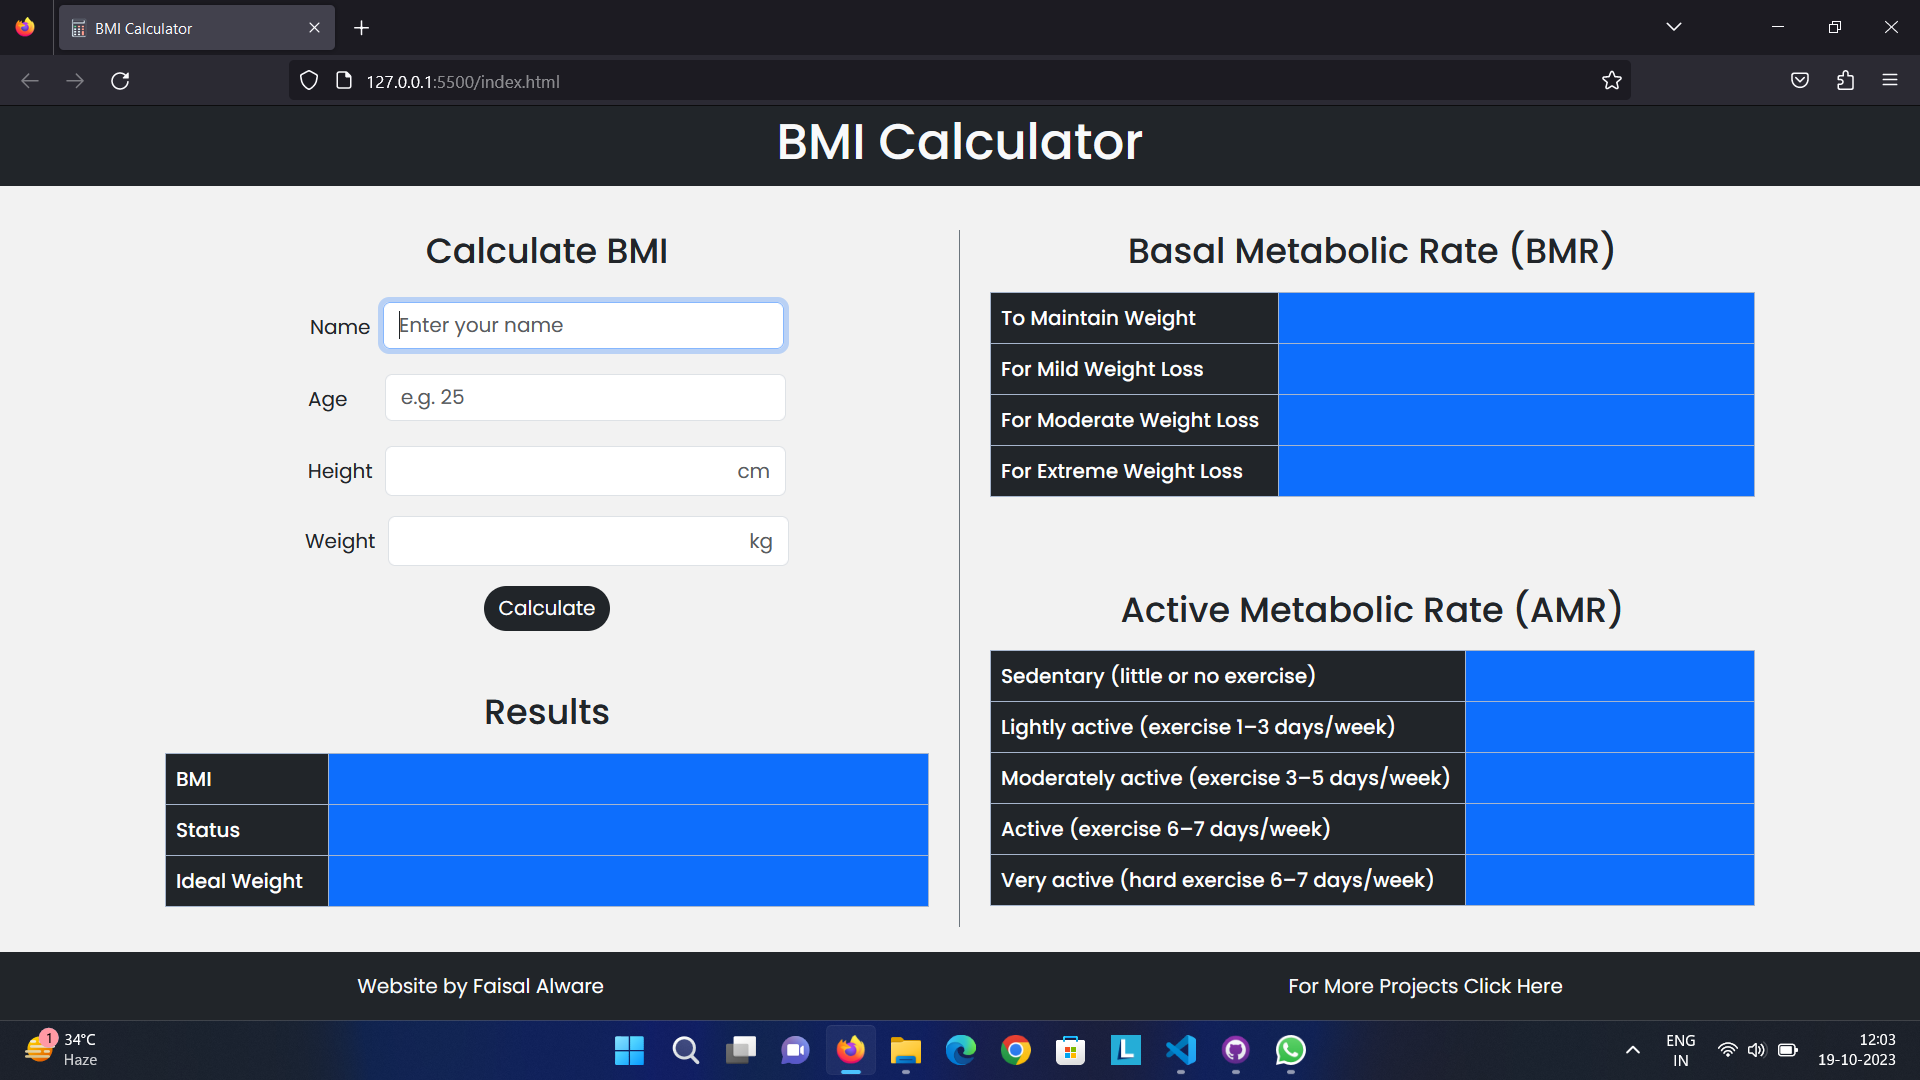 BMI Calculator
127.0.0.1:5500/index.html
BMI Calculator
Calculate BMI
Name
Enter your name
Age
e.g. 25
Height
cm
Weight
kg
Calculate
Results
BMI
Status
Ideal Weight
Basal Metabolic Rate (BMR)
To Maintain Weight
For Mild Weight Loss
For Moderate Weight Loss
For Extreme Weight Loss
Active Metabolic Rate (AMR)
Sedentary (little or no exercise)
Lightly active (exercise 1–3 days/week)
Moderately active (exercise 3–5 days/week)
Active (exercise 6–7 days/week)
Very active (hard exercise 6–7 days/week)
Website by Faisal Alware
For More Projects Click Here
1
34°C
Haze
L
ENG
IN
12:03
19-10-2023